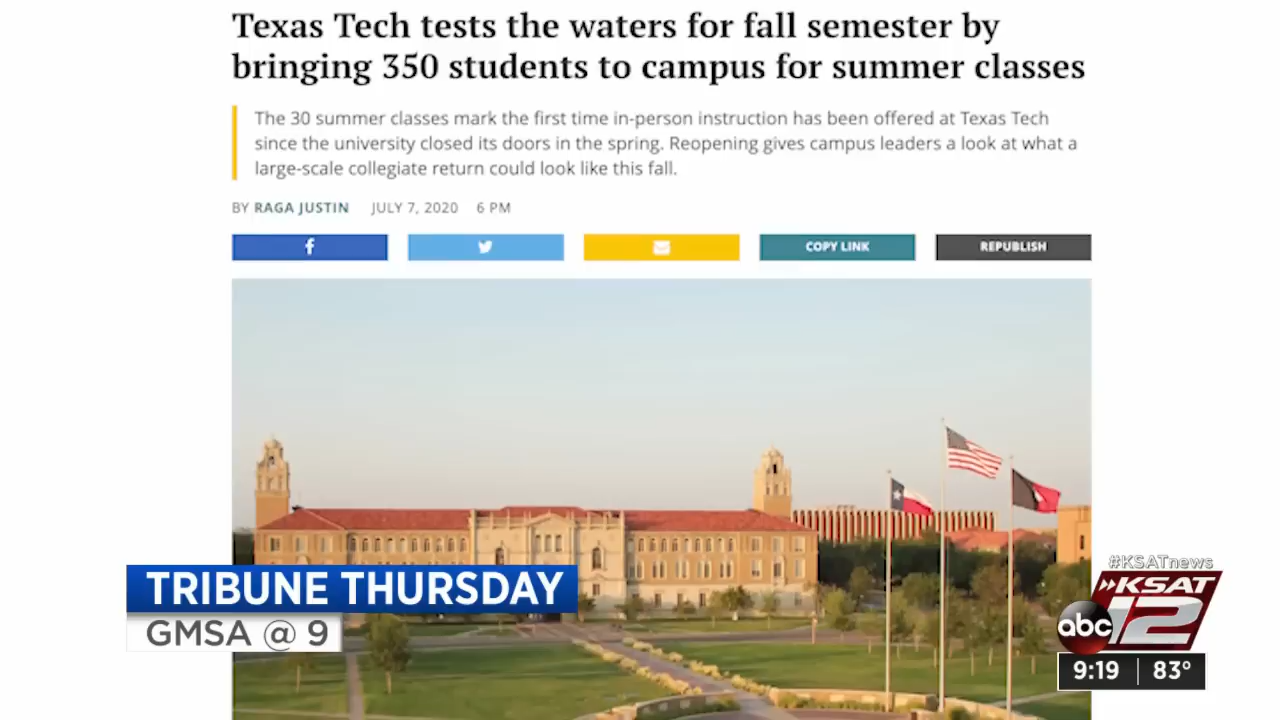 Texas Tech tests the waters for fall semester by
bringing 350 students to campus for summer classes
The 30 summer classes mark the first time in-person instruction has been offered at Texas Tech
since the university closed its doors in the spring. Reopening gives campus leaders a look at what a
large-scale collegiate return could look like this fall.
BY RAGA JUSTIN JULY 7, 2020 6 PM
COPY LINK
REPUBLISH
TRIBUNE THURSDAY
GMSA @ 9
#KSATnews
KSAT
abc 12
9:19 83°